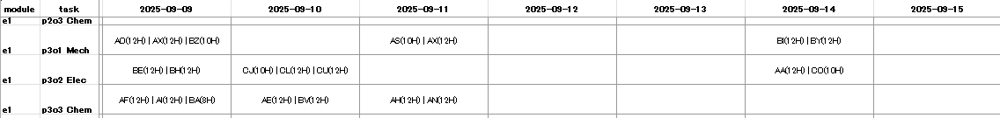 module task 2025-09-09 2025-09-10 2025-09-11 2025-09-12 2025-09-13 2025-09-14 2025-09-15
e1 p2o3 Chem
AO(12H) | AX(12H) | BZ(10H) AS(10H) | AX(12H) BI(12H) | BY(12H)
e1 p3o1 Mech
BE(12H) | BH(12H) CJ(10H) | CL(12H) | CU(12H) AA(12H) | CO(10H)
e1 p3o2 Elec
AF(12H) | AI(12H) | BA(8H) AE(12H) | BV(12H) AH(12H) | AN(12H)
e1 p3o3 Chem